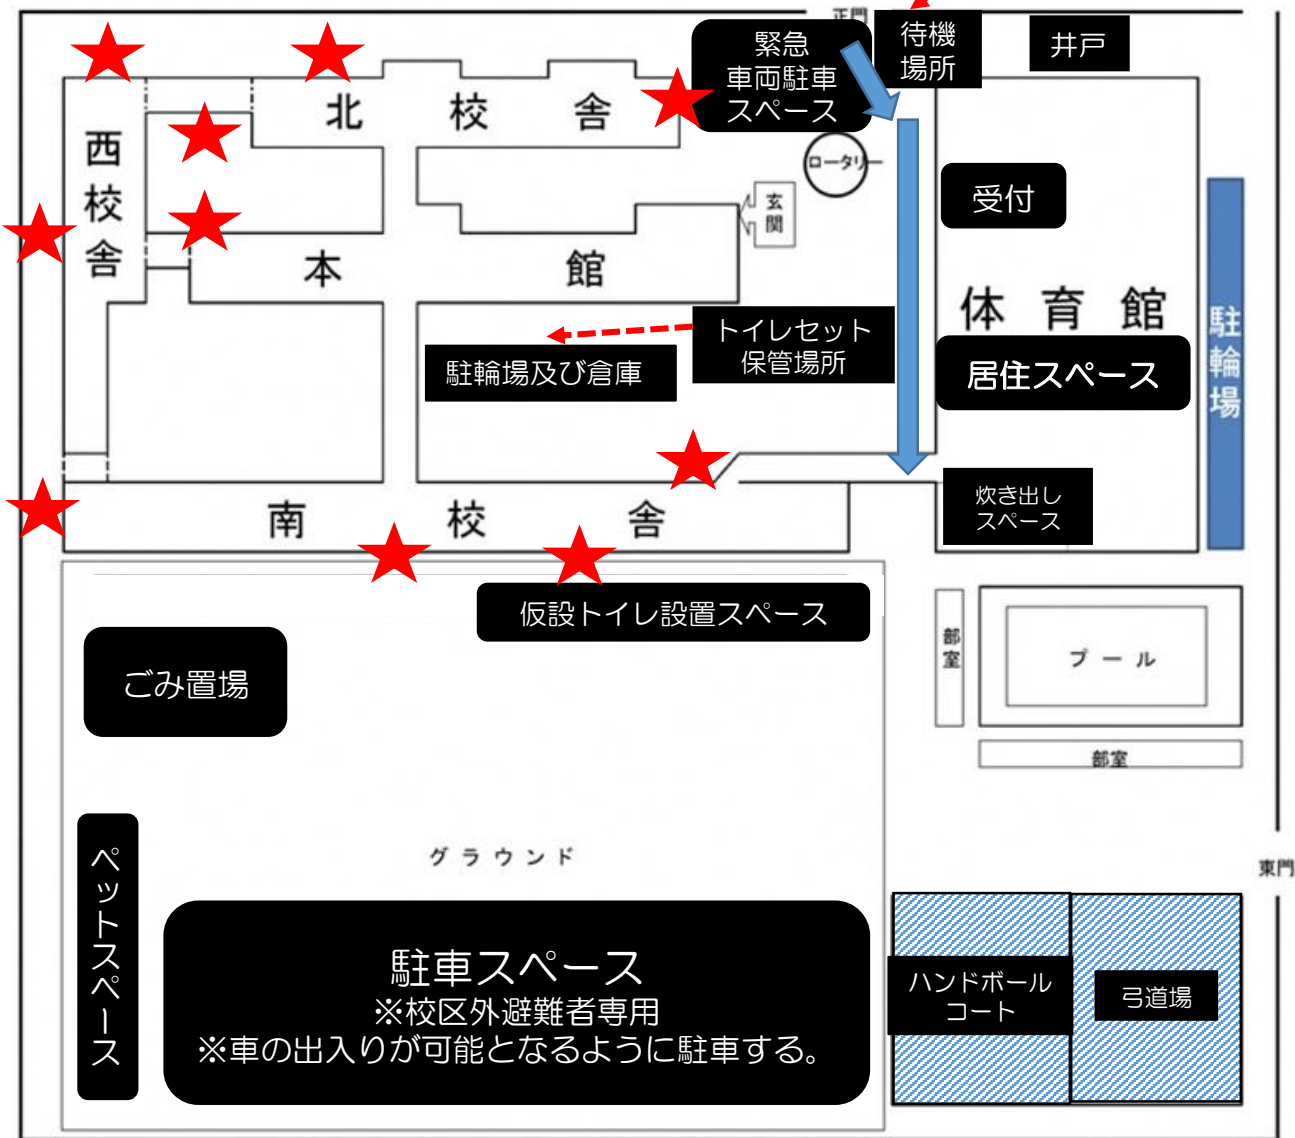 正門
緊急
車両駐車
スペース
待機
場所
井戸
北校舎
西校舎
ロータリー
玄関
受付
本館
体育館
駐輪場
トイレセット
保管場所
駐輪場及び倉庫
居住スペース
炊き出し
スペース
南校舎
仮設トイレ設置スペース
部室
プール
ごみ置場
部室
グラウンド
東門
ペットスペース
駐車スペース
※校区外避難者専用
※車の出入りが可能となるように駐車する。
ハンドボール
コート
弓道場